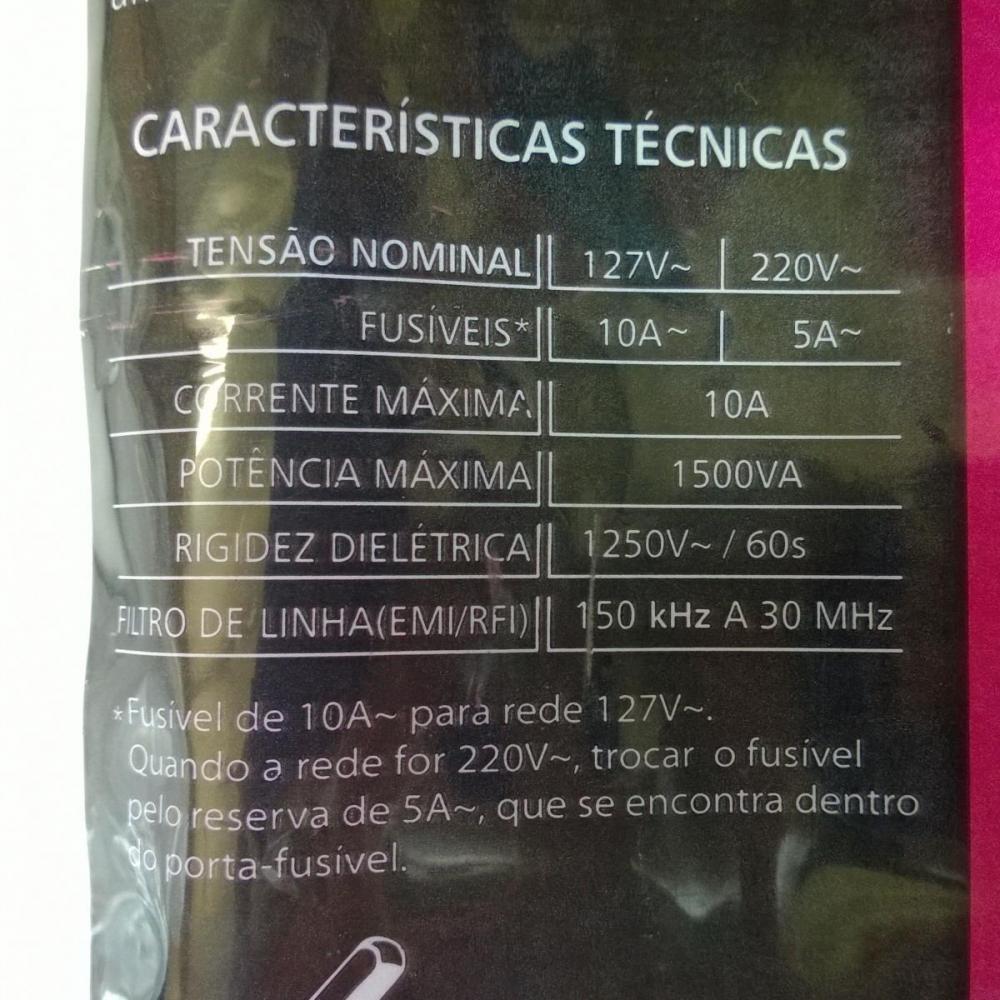 CARACTERÍSTICAS TÉCNICAS
TENSÃO NOMINAL 127V~ 220V~
FUSÍVEIS* 10A~ 5A~
CORRENTE MÁXIMA 10A
POTÊNCIA MÁXIMA 1500VA
RIGIDEZ DIELÉTRICA 1250V~ / 60s
FILTRO DE LINHA(EMI/RFI) 150 kHz A 30 MHz
*Fusível de 10A~ para rede 127V~.
Quando a rede for 220V~, trocar o fusível
pelo reserva de 5A~, que se encontra dentro
do porta-fusível.